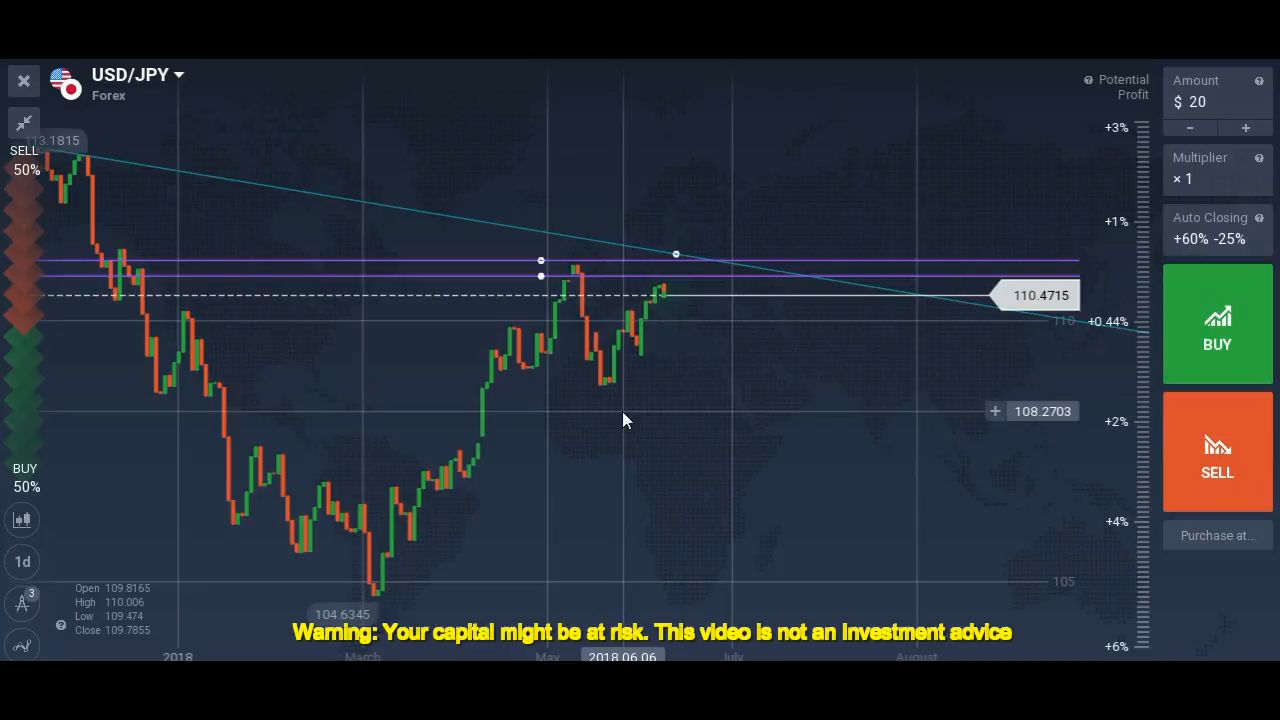 USD/JPY
Forex
Potential
Profit
Amount
$ 20
- +
Multiplier
× 1
Auto Closing
+60% -25%
BUY
SELL
Purchase at...
113.1815
SELL
50%
BUY
50%
1d
3
+3%
+1%
110.4715
110
+0.44%
+ 108.2703
+2%
+4%
105
+6%
104.6345
Open 109.8165
High 110.006
Low 109.474
Close 109.7855
Warning: Your capital might be at risk. This video is not an investment advice
2018 March May 2018.06.06 July August